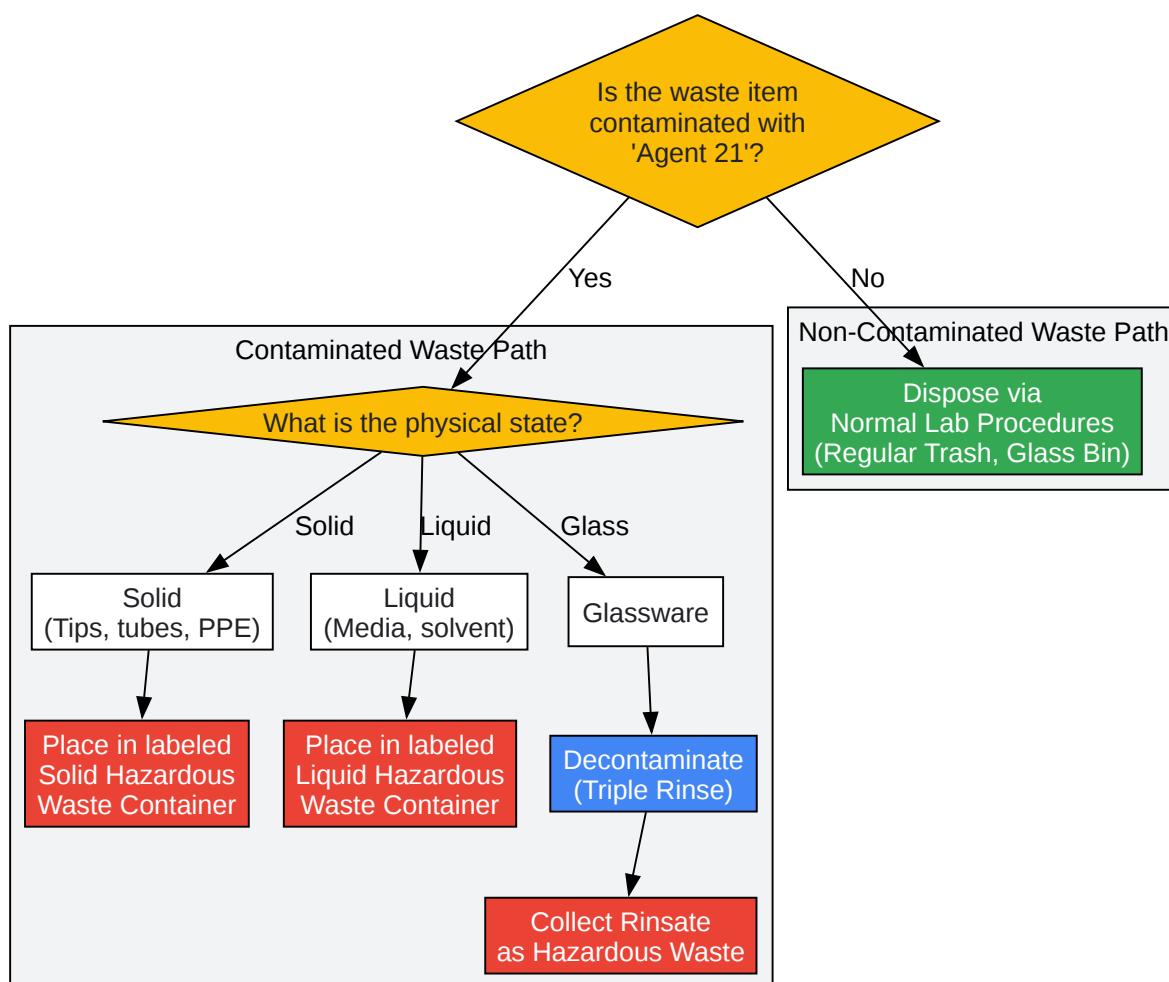 Is the waste item
contaminated with
'Agent 21'?
Yes
No
Contaminated Waste Path
Non-Contaminated Waste Path
What is the physical state?
Dispose via
Normal Lab Procedures
(Regular Trash, Glass Bin)
Solid
Liquid
Glass
Solid
(Tips, tubes, PPE)
Liquid
(Media, solvent)
Glassware
Place in labeled
Solid Hazardous
Waste Container
Place in labeled
Liquid Hazardous
Waste Container
Decontaminate
(Triple Rinse)
Collect Rinsate
as Hazardous Waste